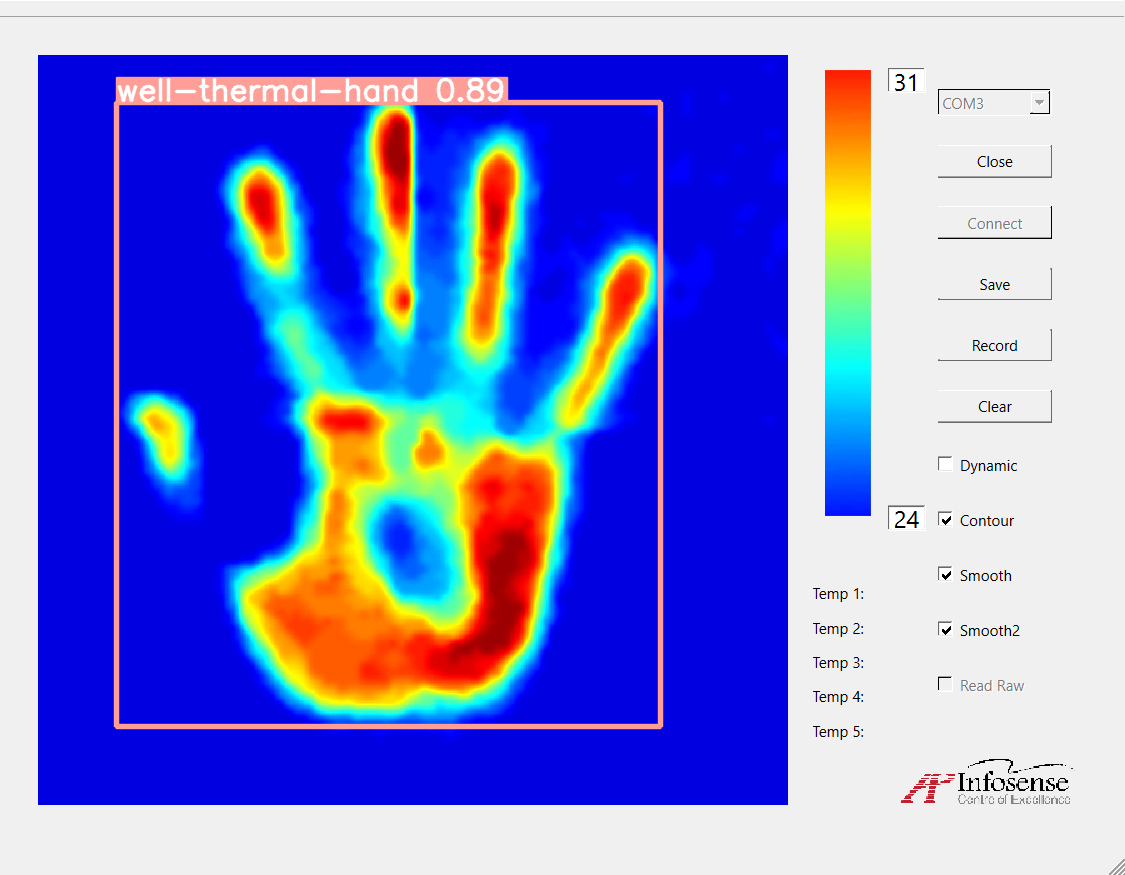 well-thermal-hand 0.89
31
COM3
Close
Connect
Save
Record
Clear
Dynamic
24
Contour
Smooth
Smooth2
Read Raw
Temp 1:
Temp 2:
Temp 3:
Temp 4:
Temp 5:
Infosense
Centre of Excellence